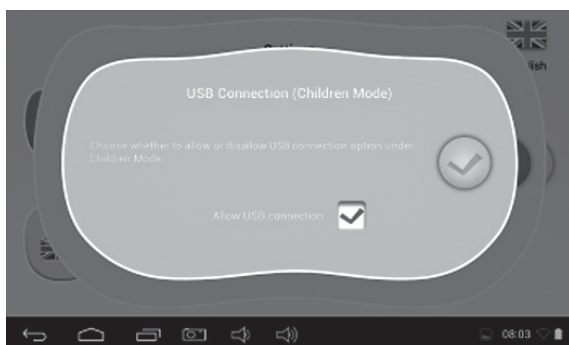 ish
USB Connection (Children Mode)
Choose whether to allow or disallow USB connection option under
Children Mode.
Allow USB connection
08:03